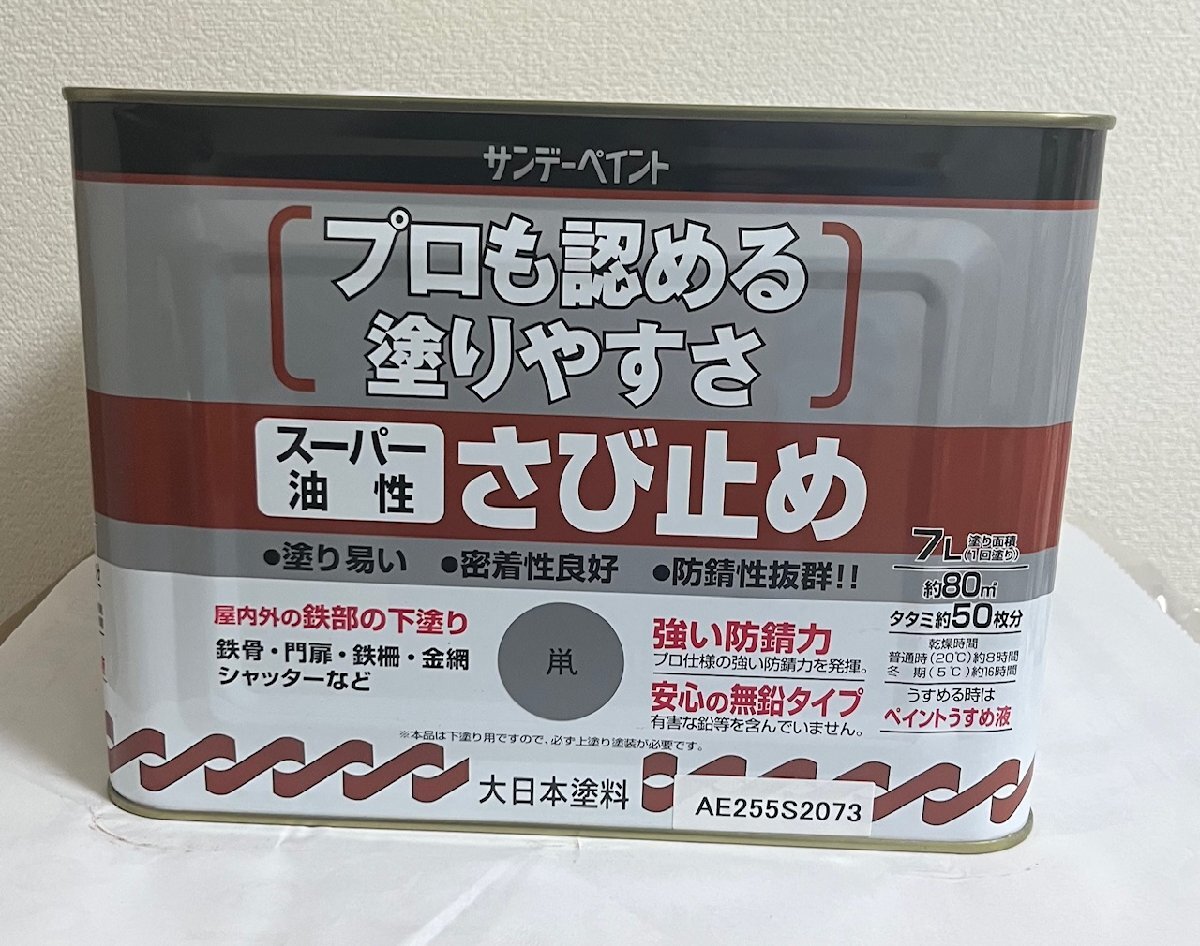 サンデーペイント
プロも認める
塗りやすさ
スーパー
油性
さび止め
●塗り易い ●密着性良好 ●防錆性抜群!!
7L 塗り面積
(1回塗り)
約80㎡
タタミ約50枚分
乾燥時間
普通時(20℃)約8時間
冬 期(5℃)約16時間
うすめる時は
ペイントうすめ液
屋内外の鉄部の下塗り
鉄骨・門扉・鉄柵・金網
シャッターなど
強い防錆力
プロ仕様の強い防錆力を発揮。
安心の無鉛タイプ
有害な鉛等を含んでいません。
※本品は下塗り用ですので、必ず上塗り塗装が必要です。
大日本塗料
AE255S2073